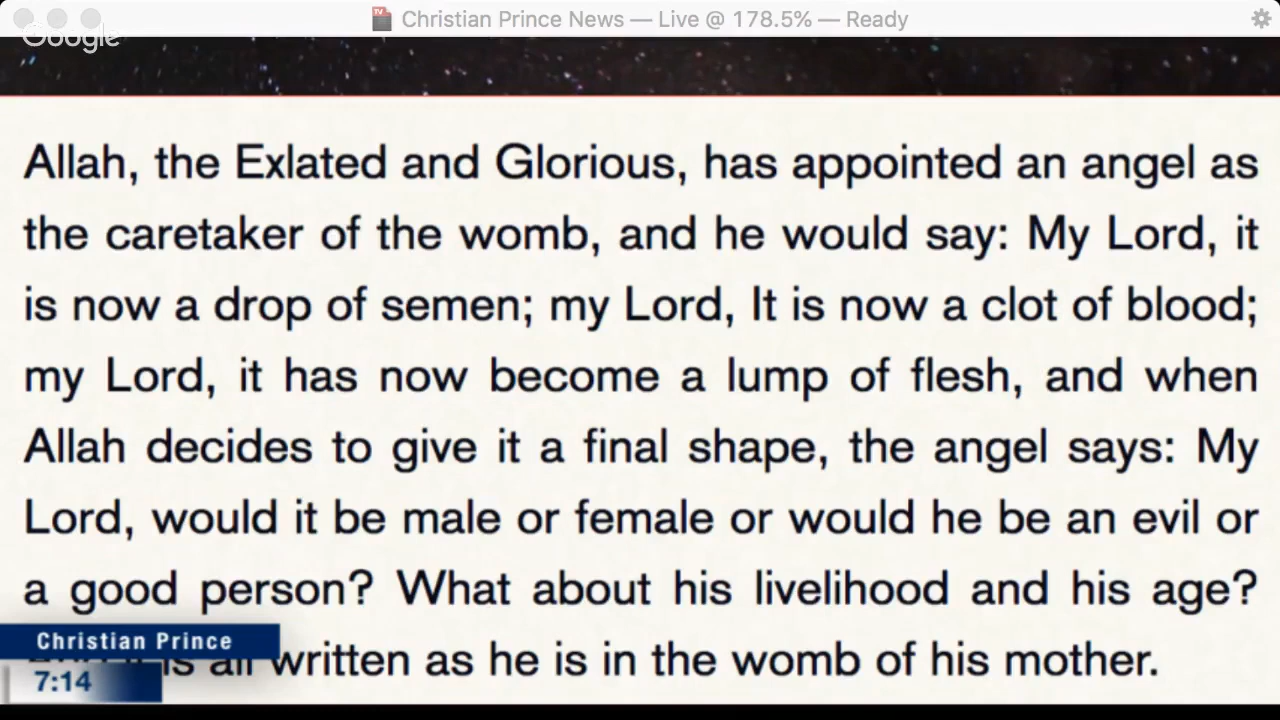 Christian Prince News — Live @ 178.5% — Ready
Google
Allah, the Exlated and Glorious, has appointed an angel as
the caretaker of the womb, and he would say: My Lord, it
is now a drop of semen; my Lord, It is now a clot of blood;
my Lord, it has now become a lump of flesh, and when
Allah decides to give it a final shape, the angel says: My
Lord, would it be male or female or would he be an evil or
a good person? What about his livelihood and his age?
Christian Prince
is all written as he is in the womb of his mother.
7:14